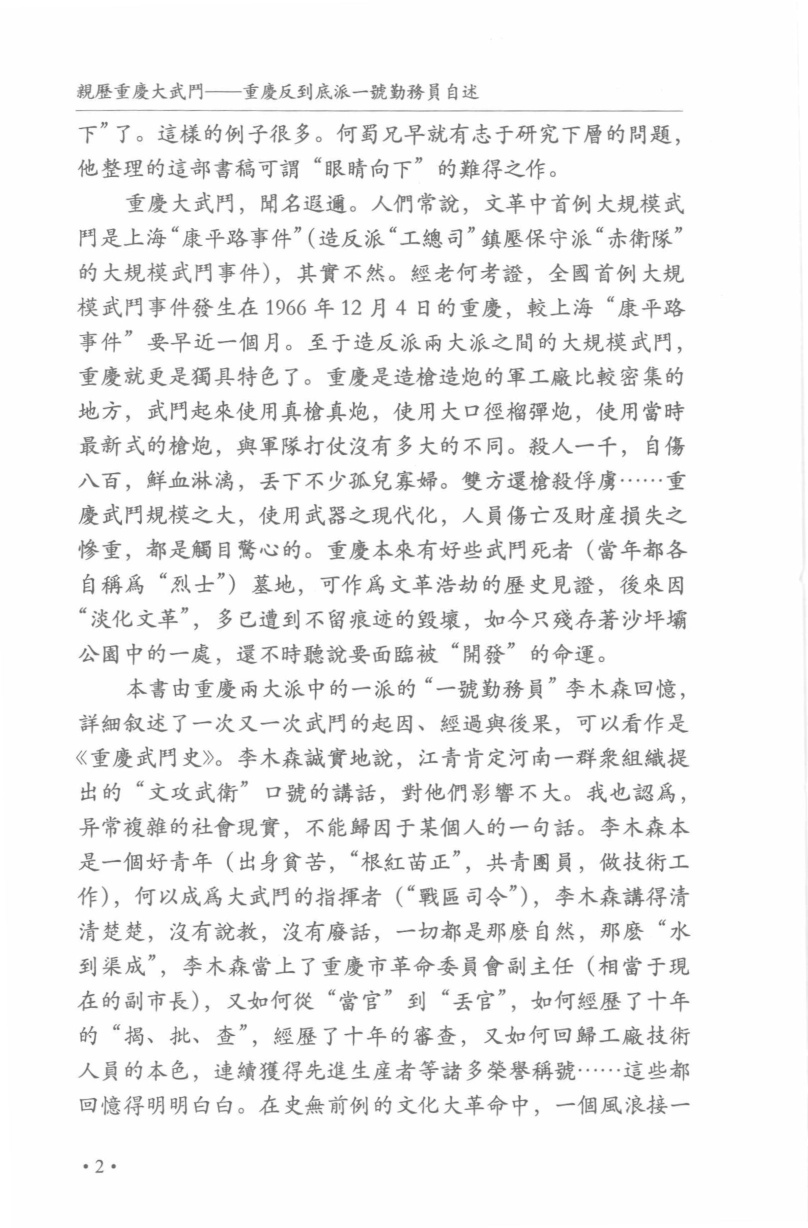 親歷重慶大武鬥——重慶反到底派一號勤務員自述
下”了。這樣的例子很多。何蜀兄早就有志于研究下層的問題，
他整理的這部書稿可謂“眼睛向下”的難得之作。
重慶大武鬥，聞名遐邇。人們常說，文革中首例大規模武
鬥是上海“康平路事件”（造反派“工總司”鎮壓保守派“赤衛隊”
的大規模武鬥事件），其實不然。經老何考證，全國首例大規
模武鬥事件發生在1966年12月4日的重慶，較上海“康平路
事件”要早近一個月。至于造反派兩大派之間的大規模武鬥，
重慶就更是獨具特色了。重慶是造槍造炮的軍工廠比較密集的
地方，武鬥起來使用真槍真炮，使用大口徑榴彈炮，使用當時
最新式的槍炮，與軍隊打仗沒有多大的不同。殺人一千，自傷
八百，鮮血淋漓，丟下不少孤兒寡婦。雙方還槍殺俘虜……重
慶武鬥規模之大，使用武器之現代化，人員傷亡及財産損失之
慘重，都是觸目驚心的。重慶本來有好些武鬥死者（當年都各
自稱爲“烈士”）墓地，可作爲文革浩劫的歷史見證，後來因
“淡化文革”，多已遭到不留痕迹的毀壞，如今只殘存著沙坪壩
公園中的一處，還不時聽說要面臨被“開發”的命運。
本書由重慶兩大派中的一派的“一號勤務員”李木森回憶，
詳細叙述了一次又一次武鬥的起因、經過與後果，可以看作是
《重慶武鬥史》。李木森誠實地說，江青肯定河南一群衆組織提
出的“文攻武衛”口號的講話，對他們影響不大。我也認爲，
异常複雜的社會現實，不能歸因于某個人的一句話。李木森本
是一個好青年（出身貧苦，“根紅苗正”，共青團員，做技術工
作），何以成爲大武鬥的指揮者（“戰區司令”），李木森講得清
清楚楚，沒有說教，沒有廢話，一切都是那麽自然，那麽“水
到渠成”，李木森當上了重慶市革命委員會副主任（相當于現
在的副市長），又如何從“當官”到“丟官”，如何經歷了十年
的“揭、批、查”，經歷了十年的審查，又如何回歸工廠技術
人員的本色，連續獲得先進生産者等諸多榮譽稱號……這些都
回憶得明明白白。在史無前例的文化大革命中，一個風浪接一
·2·